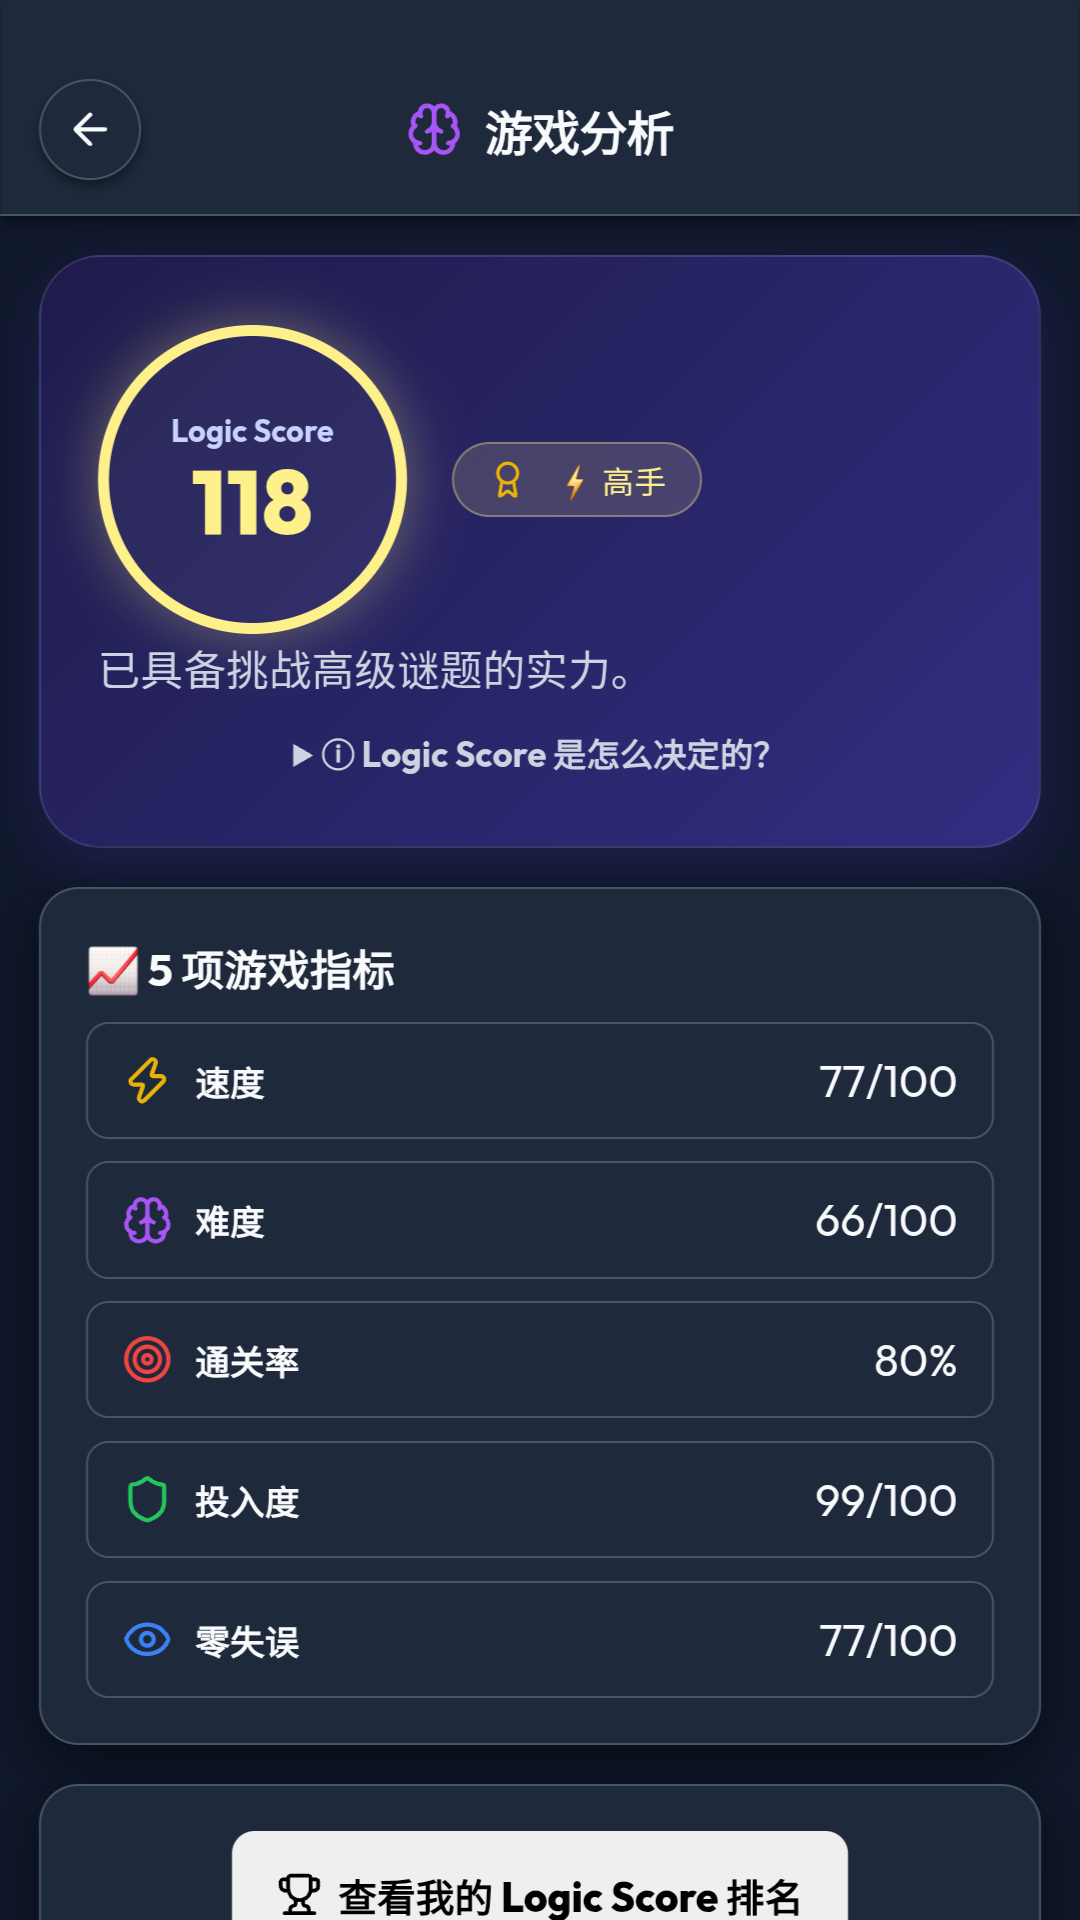 游戏分析
Logic Score
118
高手
已具备挑战高级谜题的实力。
▶ ⓘ Logic Score 是怎么决定的?
5 项游戏指标
速度 77/100
难度 66/100
通关率 80%
投入度 99/100
零失误 77/100
查看我的 Logic Score 排名